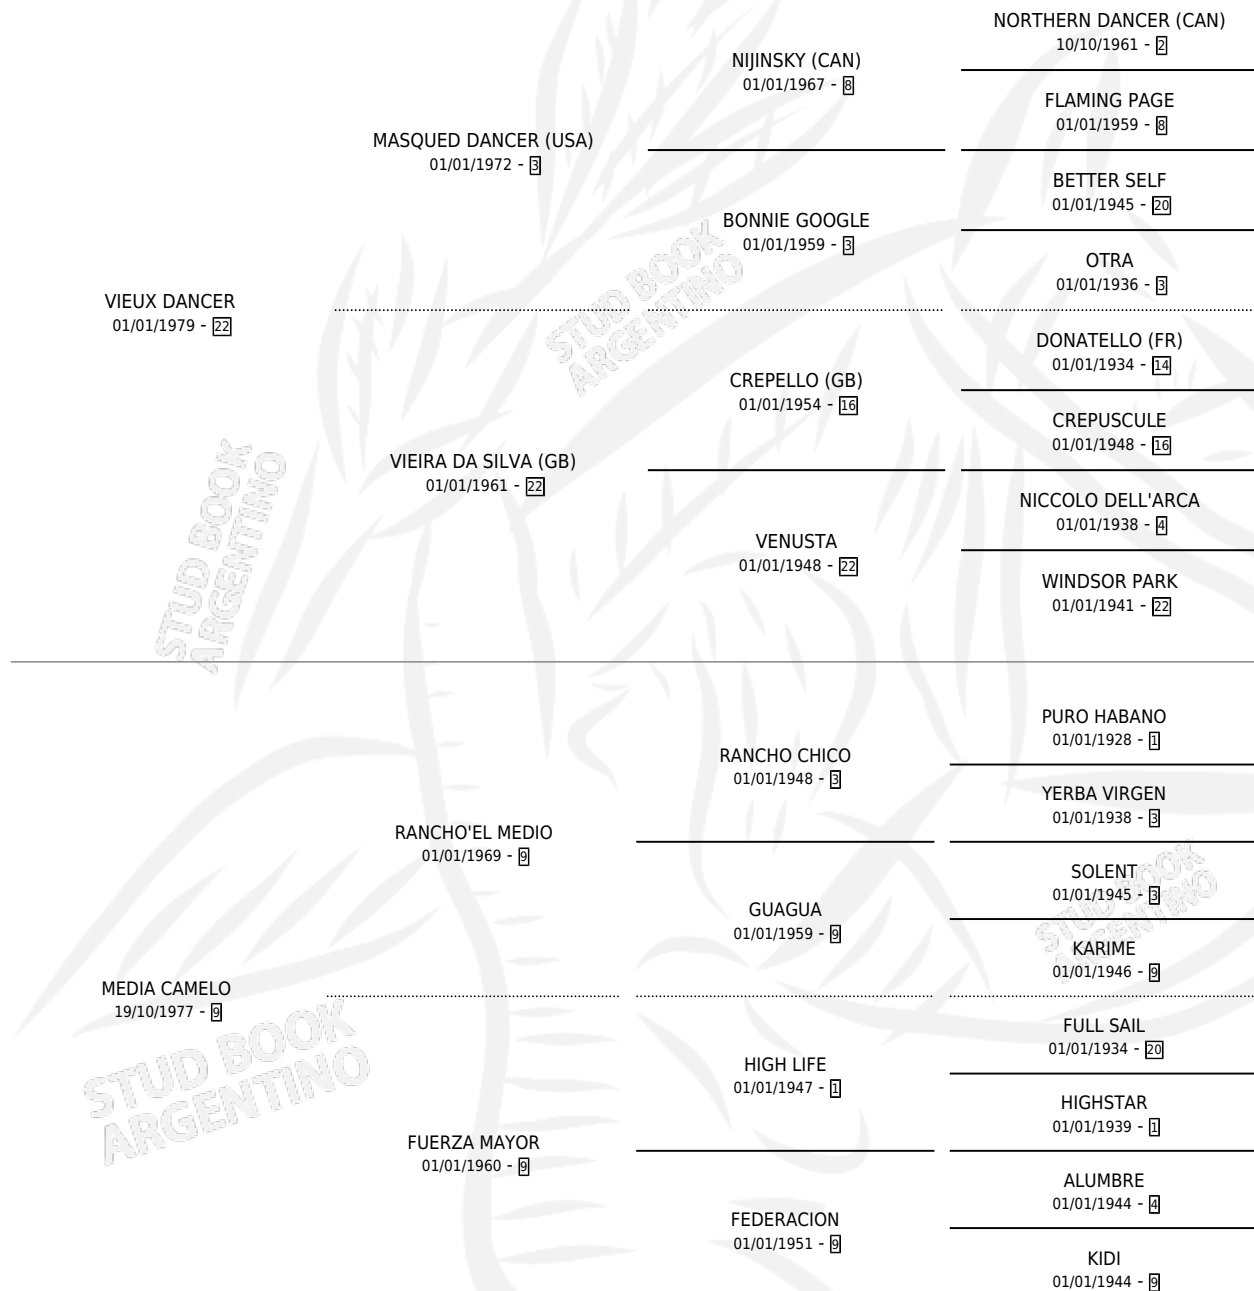 NORTHERN DANCER (CAN)
10/10/1961 - 2
NIJINSKY (CAN)
01/01/1967 - 8
FLAMING PAGE
01/01/1959 - 8
MASQUED DANCER (USA)
01/01/1972 - 3
BETTER SELF
01/01/1945 - 20
BONNIE GOOGLE
01/01/1959 - 3
OTRA
01/01/1936 - 3
VIEUX DANCER
01/01/1979 - 22
DONATELLO (FR)
01/01/1934 - 14
CREPELLO (GB)
01/01/1954 - 16
CREPUSCULE
01/01/1948 - 16
VIEIRA DA SILVA (GB)
01/01/1961 - 22
NICCOLO DELL'ARCA
01/01/1938 - 4
VENUSTA
01/01/1948 - 22
WINDSOR PARK
01/01/1941 - 22
PURO HABANO
01/01/1928 - 1
RANCHO CHICO
01/01/1948 - 3
YERBA VIRGEN
01/01/1938 - 3
RANCHO'EL MEDIO
01/01/1969 - 9
SOLENT
01/01/1945 - 3
GUAGUA
01/01/1959 - 9
KARIME
01/01/1946 - 9
MEDIA CAMELO
19/10/1977 - 9
FULL SAIL
01/01/1934 - 20
HIGH LIFE
01/01/1947 - 1
HIGHSTAR
01/01/1939 - 1
FUERZA MAYOR
01/01/1960 - 9
ALUMBRE
01/01/1944 - 4
FEDERACION
01/01/1951 - 9
KIDI
01/01/1944 - 9
STUD BOOK
ARGENTINO
STUD BOOK
ARGENTINO
STUD BOOK
ARGENTINO
STUD BOOK
ARGENTINO